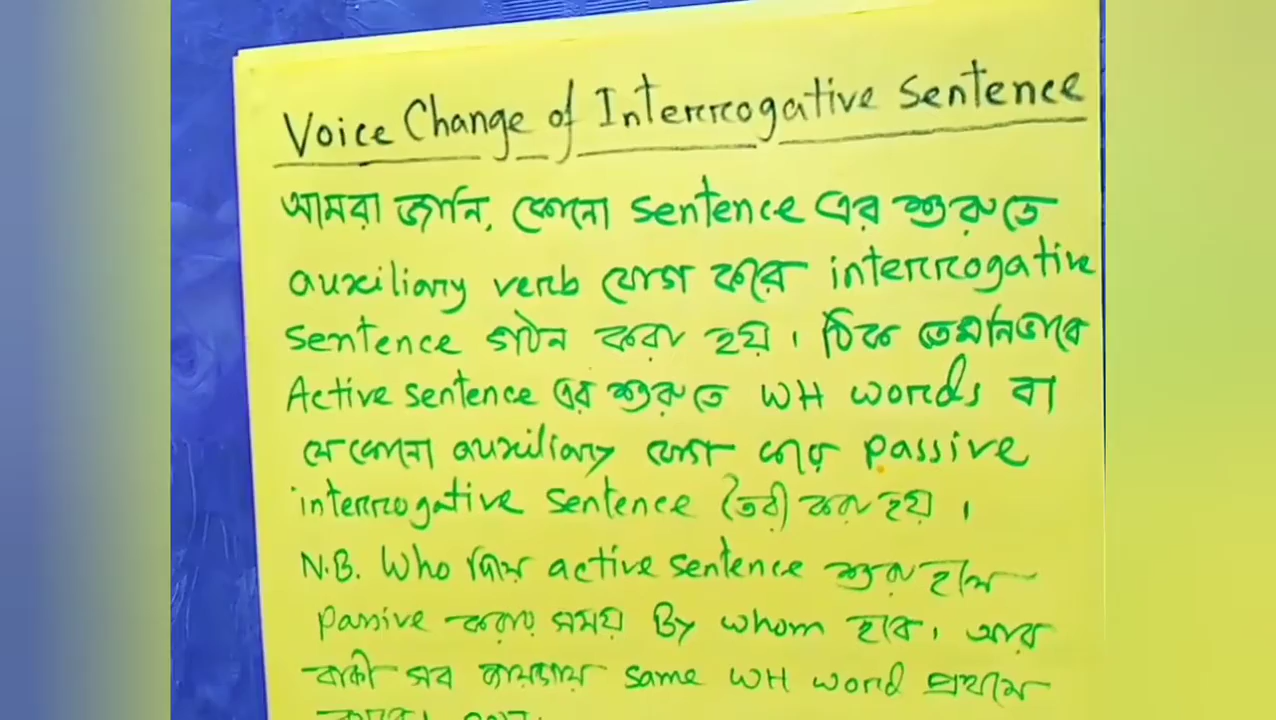 Voice Change of Interrogative Sentence
আমরা জানি, কোনো sentence এর শুরুতে
auxiliary verb যোগ করে interrogative
sentence গঠন করা হয়। ঠিক তেমনিভাবে
Active sentence এর শুরুতে WH words বা
যেকোনো auxiliary যোগ করে passive
interrogative sentence তৈরী করা হয়।
N.B. Who দিয়ে active sentence শুরু হলে
passive করার সময় By whom হবে। আর
বাকী সব জায়গায় same WH word প্রথমে